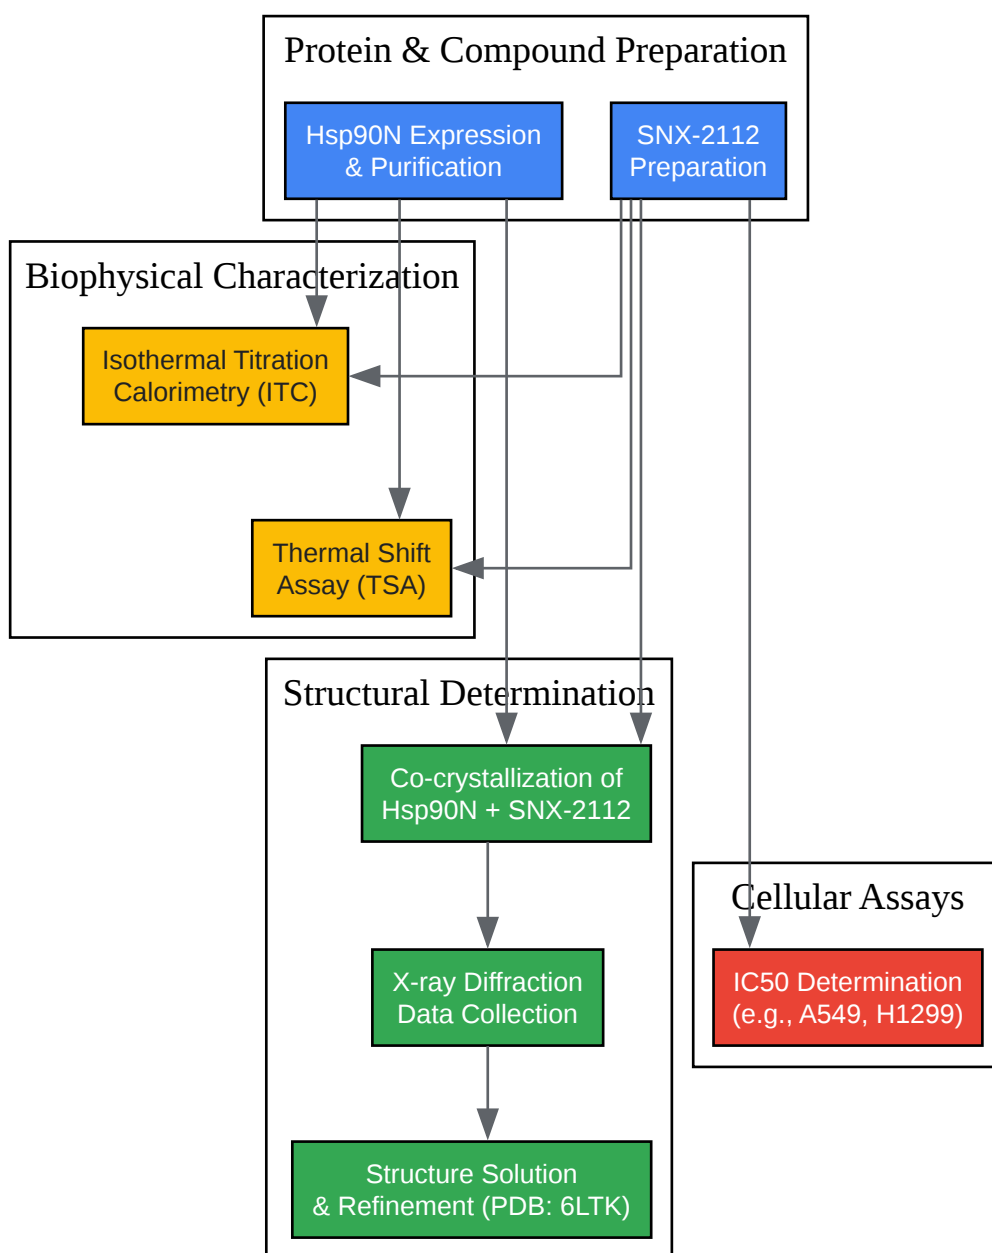 Protein & Compound Preparation
Hsp90N Expression
& Purification
SNX-2112
Preparation
Biophysical Characterization
Isothermal Titration
Calorimetry (ITC)
Thermal Shift
Assay (TSA)
Structural Determination
Co-crystallization of
Hsp90N + SNX-2112
X-ray Diffraction
Data Collection
Structure Solution
& Refinement (PDB: 6LTK)
Cellular Assays
IC50 Determination
(e.g., A549, H1299)